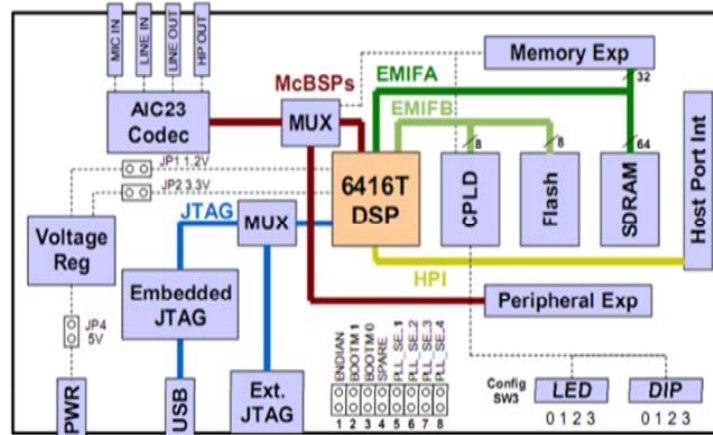 MIC IN
LINE IN
LINE OUT
HP OUT
Memory Exp
McBSPs
EMIFA
32
AIC23
Codec
MUX
EMIFB
8
8
64
JP1 1.2V
JP2 3.3V
6416T
DSP
CPLD
Flash
SDRAM
Host Port Int
JTAG
MUX
Voltage
Reg
HPI
Embedded
JTAG
Peripheral Exp
JP4
5V
ENDIAN
BOOTM 1
BOOTM 0
SPARE
PLL_SE_1
PLL_SE_2
PLL_SE_3
PLL_SE_4
PWR
USB
Ext.
JTAG
1 2 3 4 5 6 7 8
Config
SW3
LED
DIP
0 1 2 3
0 1 2 3